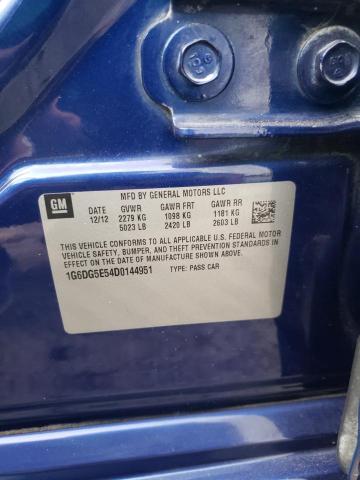 GM
MFD BY GENERAL MOTORS LLC
DATE GVWR GAWR FRT GAWR RR
12/12 2279 KG 1098 KG 1181 KG
5023 LB 2420 LB 2603 LB
THIS VEHICLE CONFORMS TO ALL APPLICABLE U.S. FEDERAL MOTOR
VEHICLE SAFETY, BUMPER, AND THEFT PREVENTION STANDARDS
IN EFFECT ON THE DATE OF MANUFACTURE SHOWN ABOVE.
1G6DG5E54D0144951 TYPE: PASS CAR